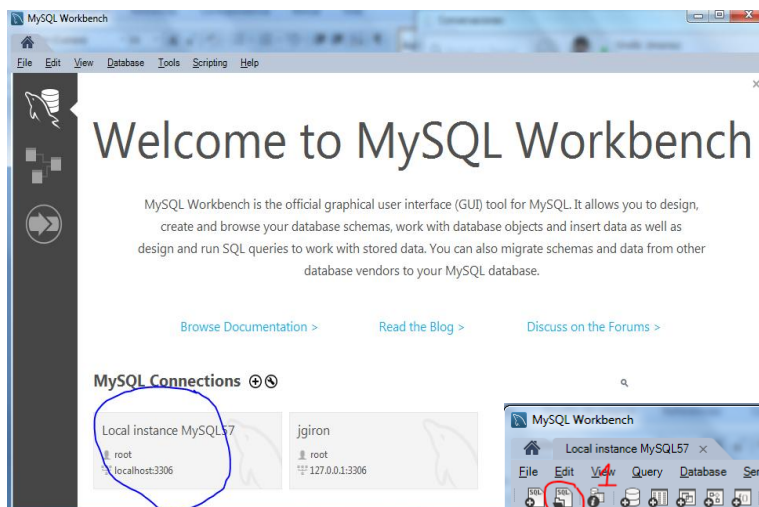 MySQL Workbench
File Edit View Database Tools Scripting Help
Welcome to MySQL Workbench
MySQL Workbench is the official graphical user interface (GUI) tool for MySQL. It allows you to design,
create and browse your database schemas, work with database objects and insert data as well as
design and run SQL queries to work with stored data. You can also migrate schemas and data from other
database vendors to your MySQL database.
Browse Documentation > Read the Blog > Discuss on the Forums >
MySQL Connections
Local instance MySQL57
root
localhost:3306
jgiron
root
127.0.0.1:3306
MySQL Workbench
Local instance MySQL57
File Edit View Query Database Ser
1
SQL SQL